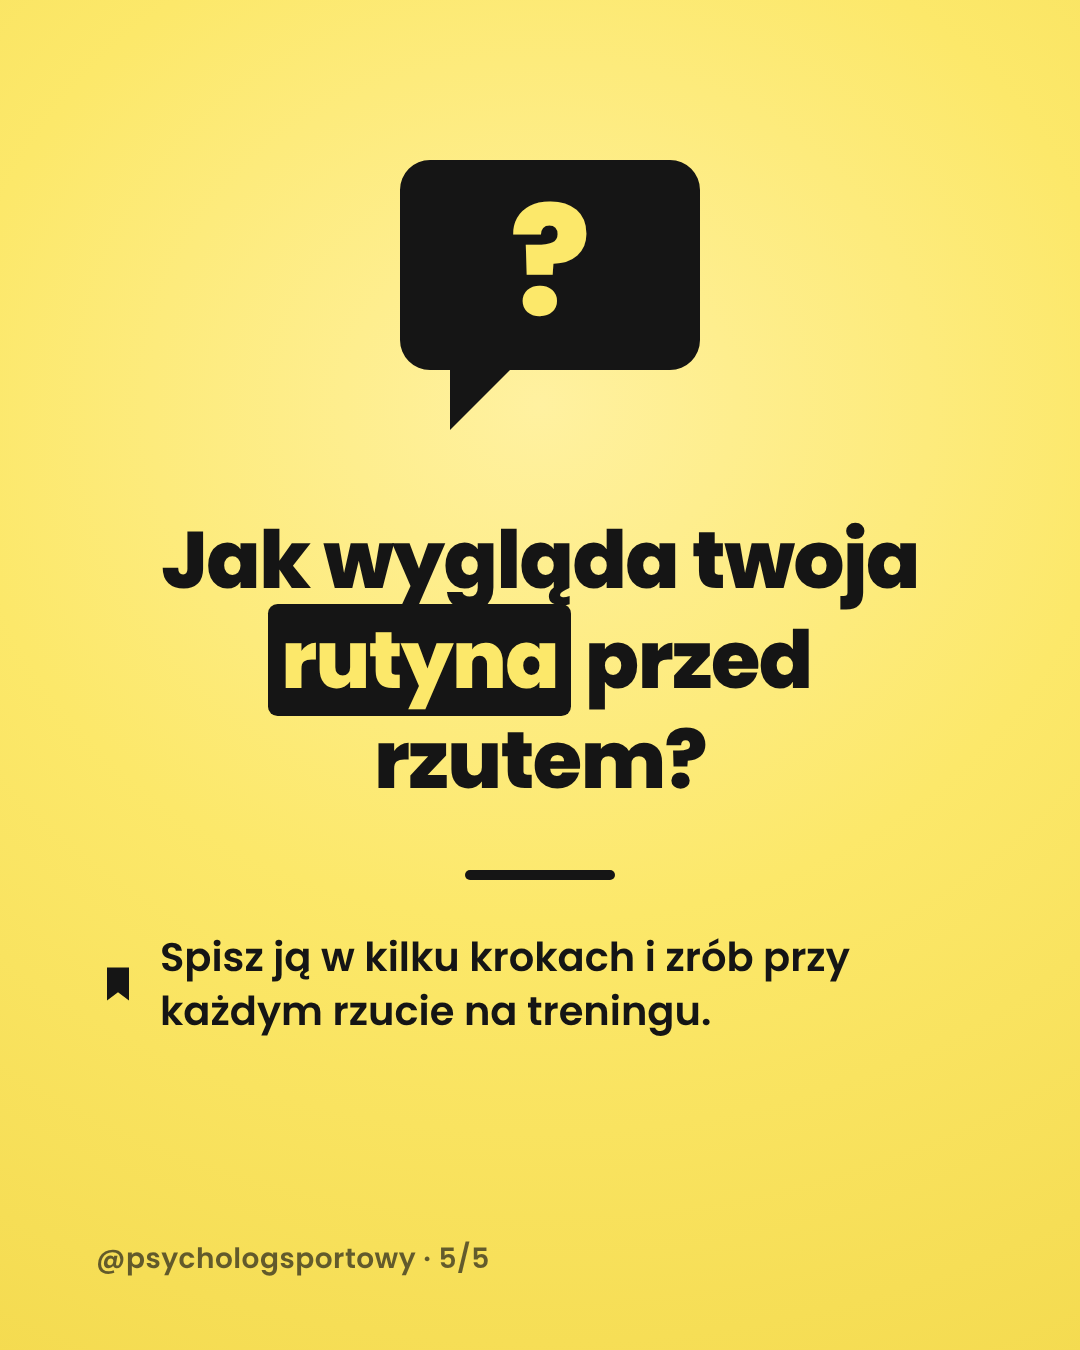 ?
Jak wygląda twoja
rutyna przed
rzutem?
Spisz ją w kilku krokach i zrób przy
każdym rzucie na treningu.
@psychologsportowy · 5/5